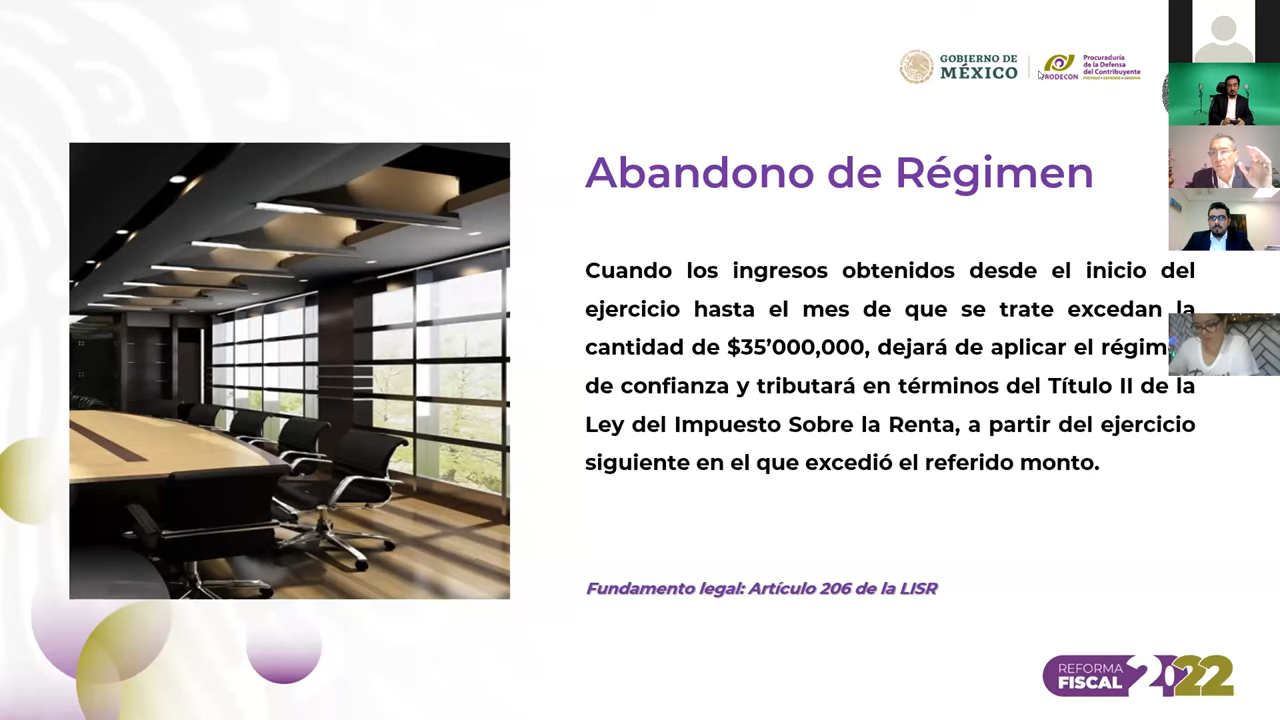 GOBIERNO DE
MÉXICO
PRODECON
Procuraduría
de la Defensa
del Contribuyente
Abandono de Régimen
Cuando los ingresos obtenidos desde el inicio del
ejercicio hasta el mes de que se trate excedan la
cantidad de $35’000,000, dejará de aplicar el régim
de confianza y tributará en términos del Título II de la
Ley del Impuesto Sobre la Renta, a partir del ejercicio
siguiente en el que excedió el referido monto.
Fundamento legal: Artículo 206 de la LISR
REFORMA
FISCAL 2022